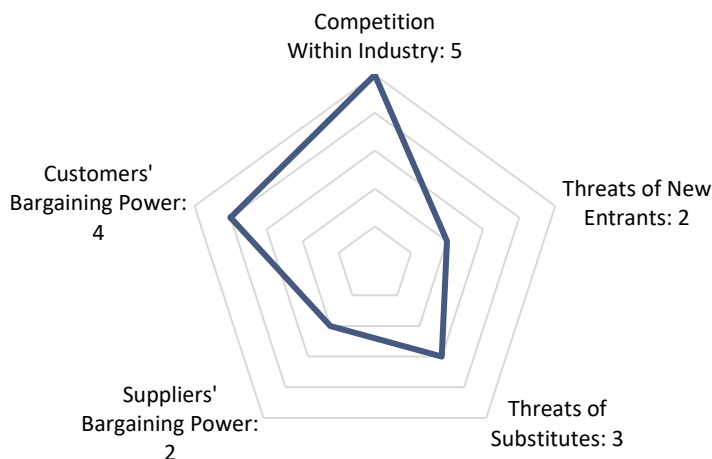 Competition
Within Industry: 5
Customers'
Bargaining Power:
4
Threats of New
Entrants: 2
Suppliers'
Bargaining Power:
2
Threats of
Substitutes: 3